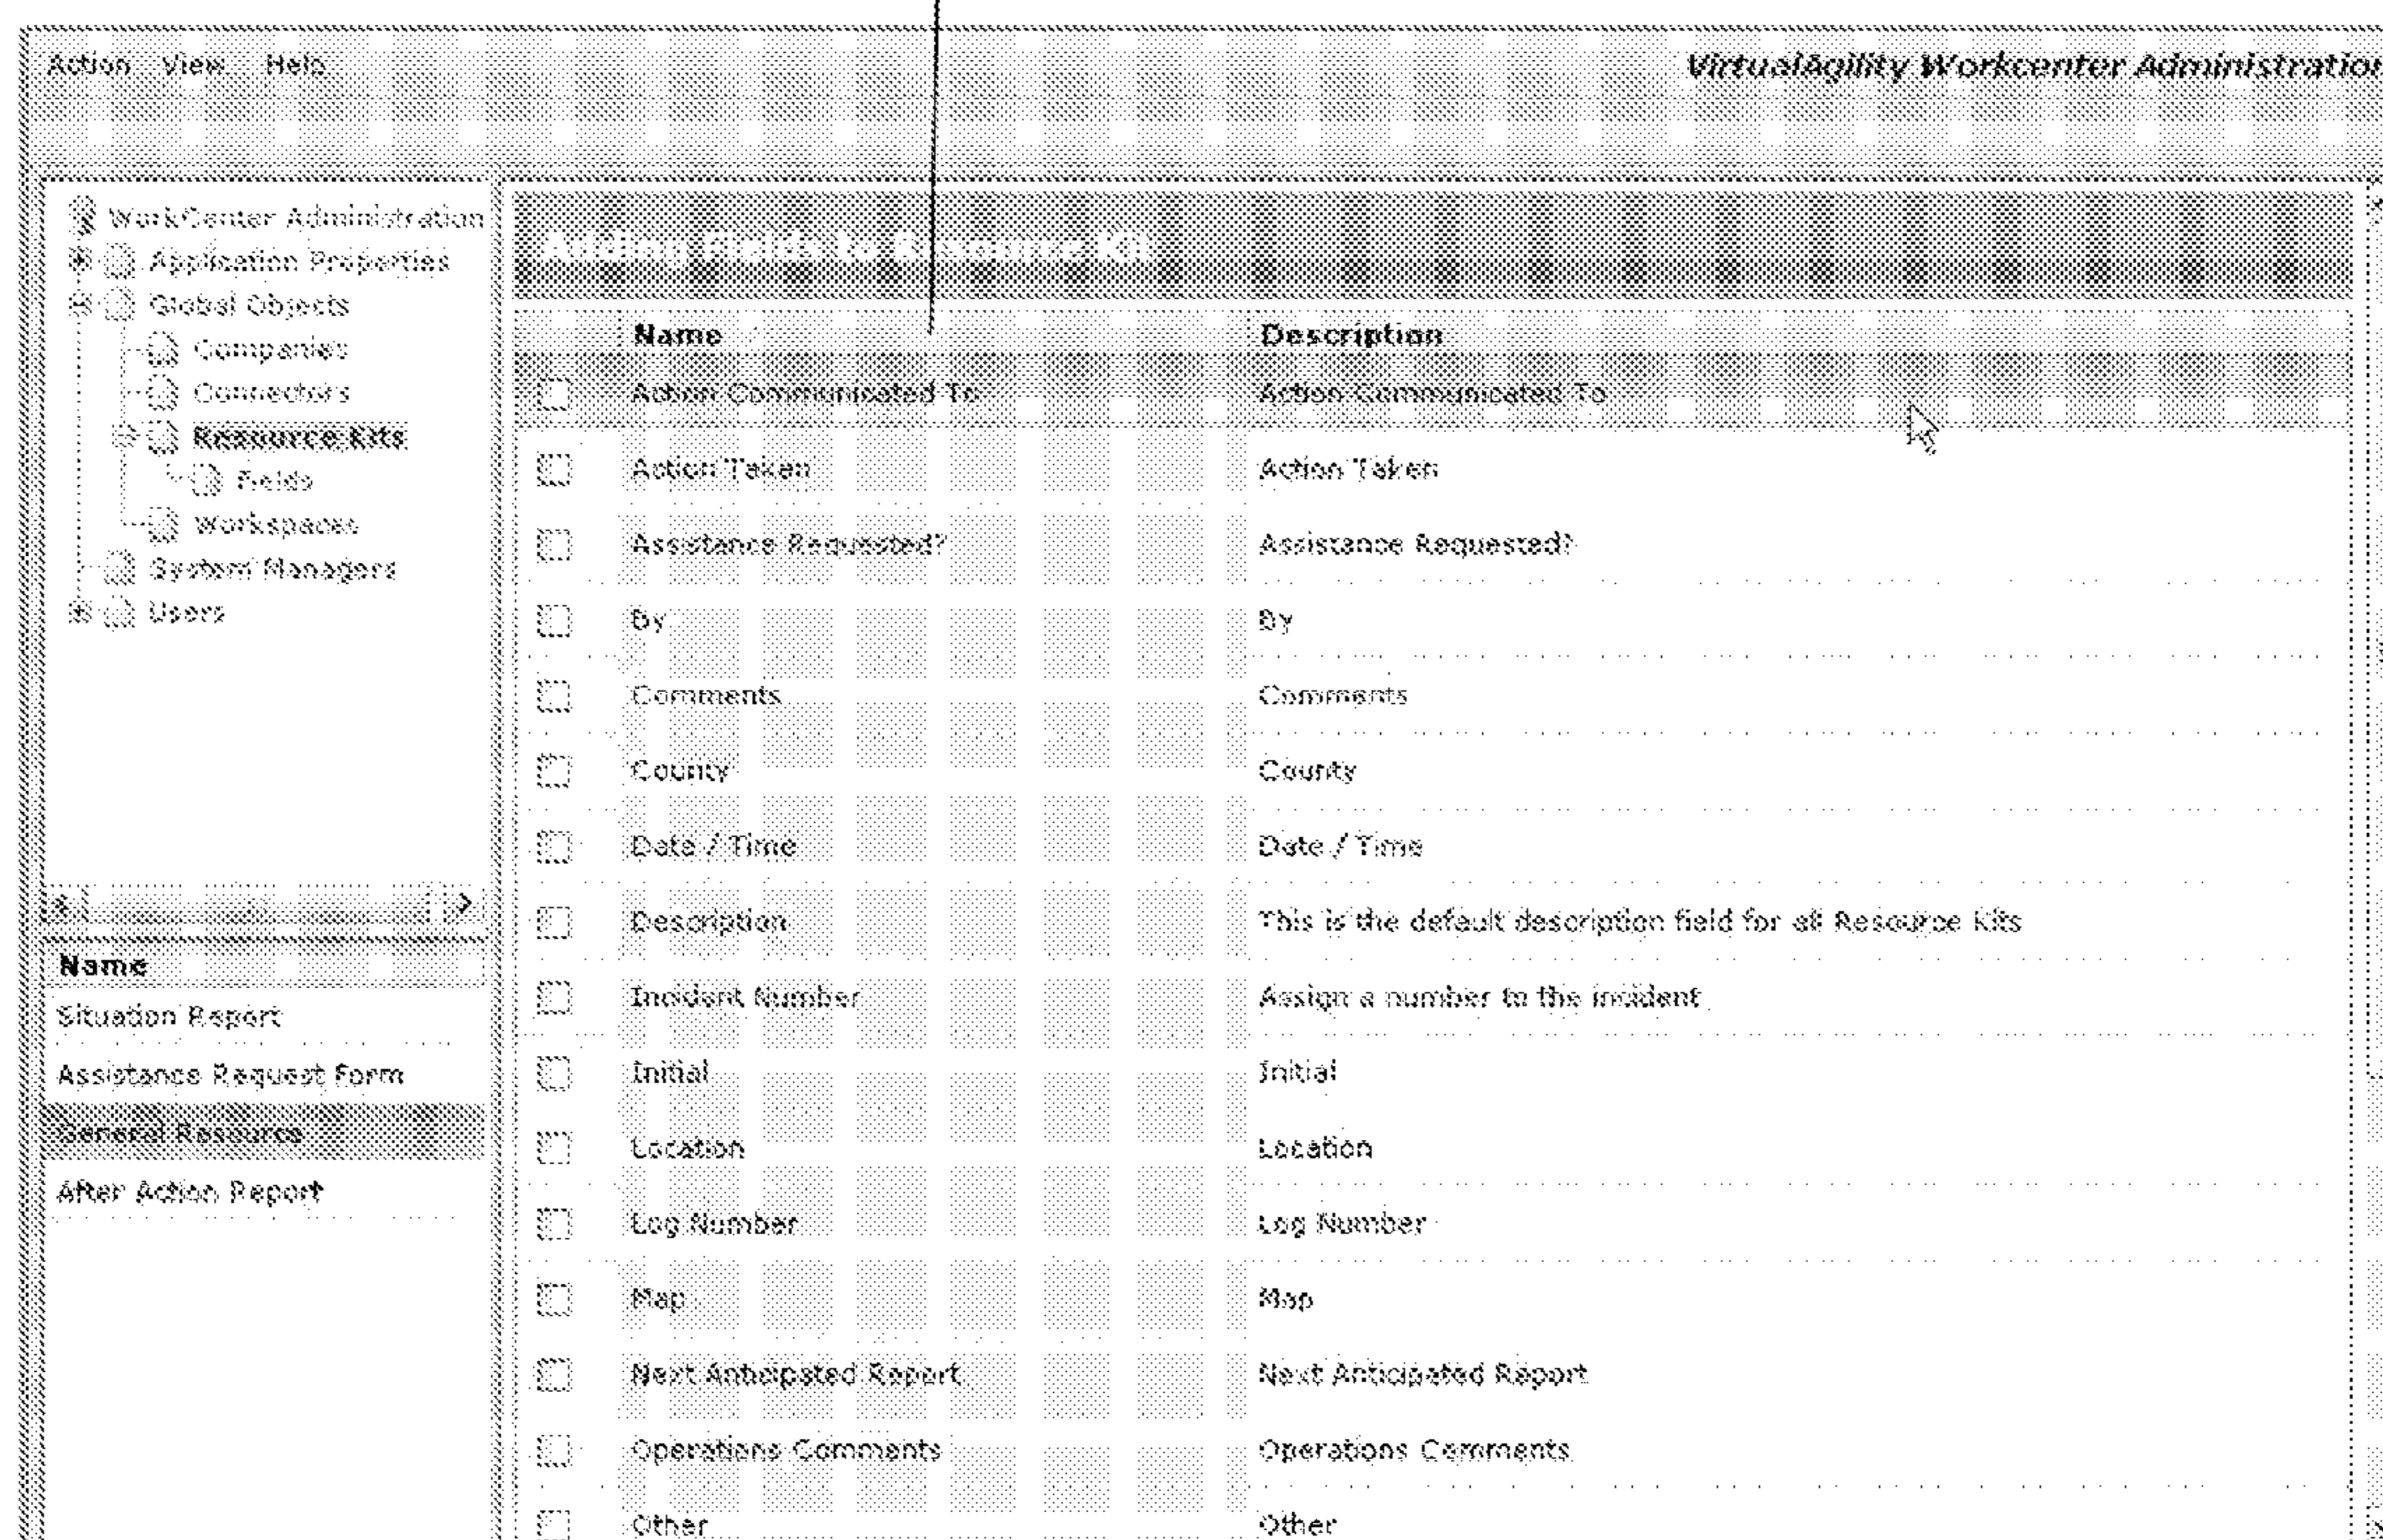 Action View Help
VirtualAgility Workcenter Administration
WorkCenter Administration
Application Properties
Global Objects
Companies
Connectors
Resource Kits
Fields
Workspaces
System Managers
Users
Name
Situation Report
Assistance Request Form
General Resource
After Action Report
Adding Fields to Resource Kit
Name Description
Action Communicated To Action Communicated To
Action Taken Action Taken
Assistance Requested? Assistance Requested?
By By
Comments Comments
County County
Date / Time Date / Time
Description This is the default description field for all Resource Kits
Incident Number Assign a number to the incident
Initial Initial
Location Location
Log Number Log Number
Map Map
Next Anticipated Report Next Anticipated Report
Operations Comments Operations Comments
Other Other